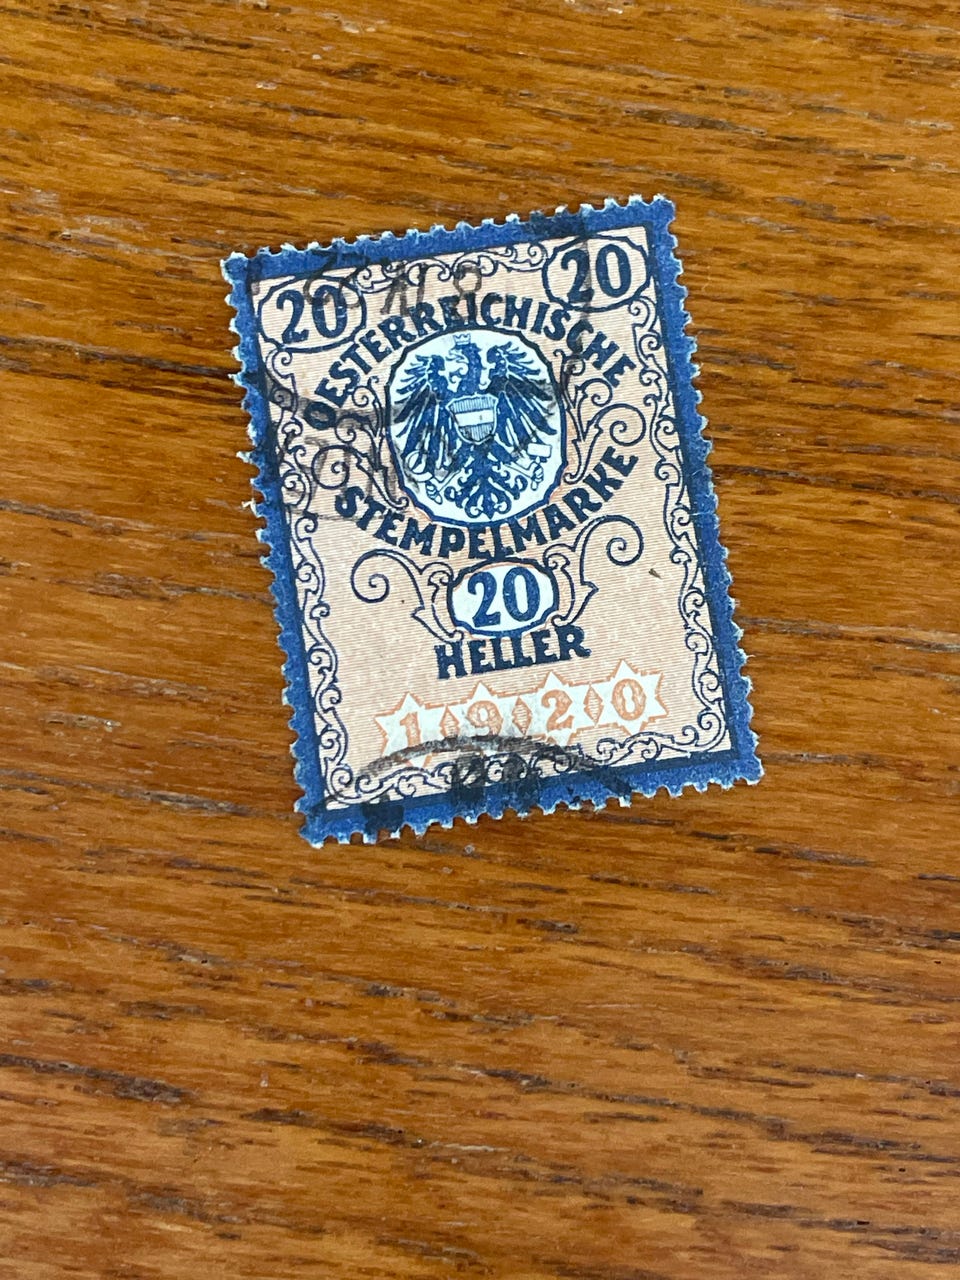 20 20
OESTERREICHISCHE
STEMPELMARKE
20
HELLER
1920